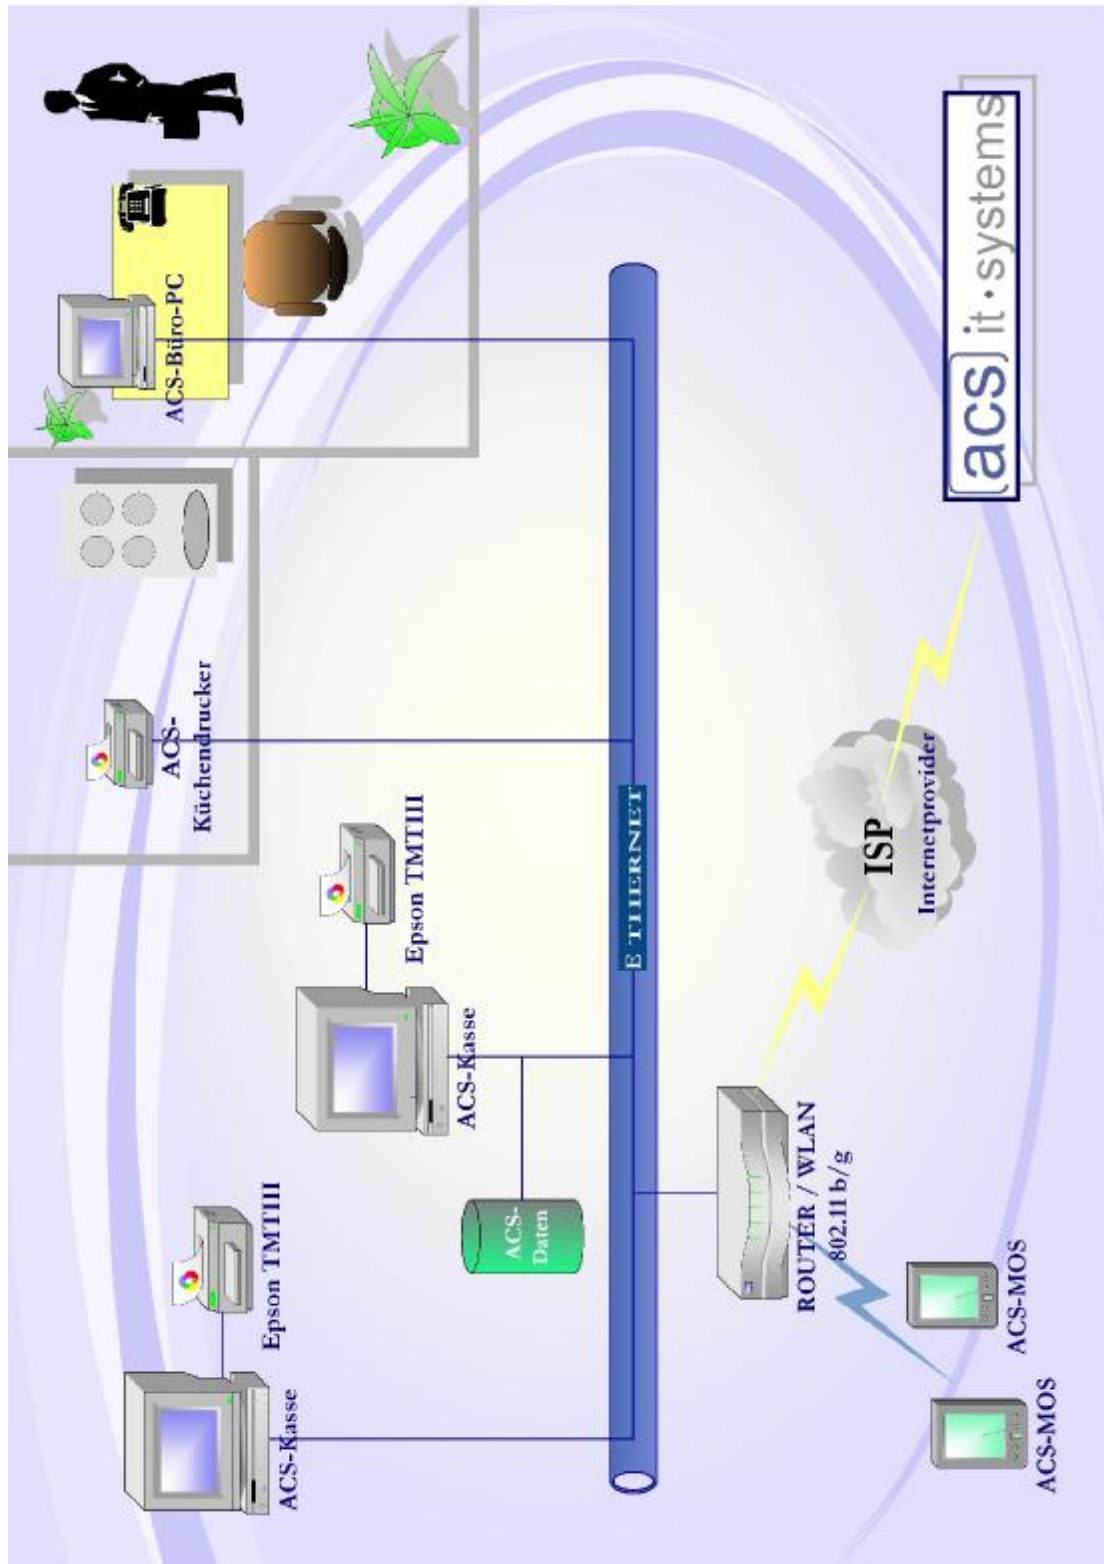 ACS-Büro-PC
ACS-
Küchendrucker
Epson TMTIII
ACS-Kasse
Epson TMTIII
ACS-Kasse
ACS-
Daten
E THERNET
ROUTER / WLAN
802.11 b/g
ISP
Internetprovider
acs it·systems
ACS-MOS
ACS-MOS